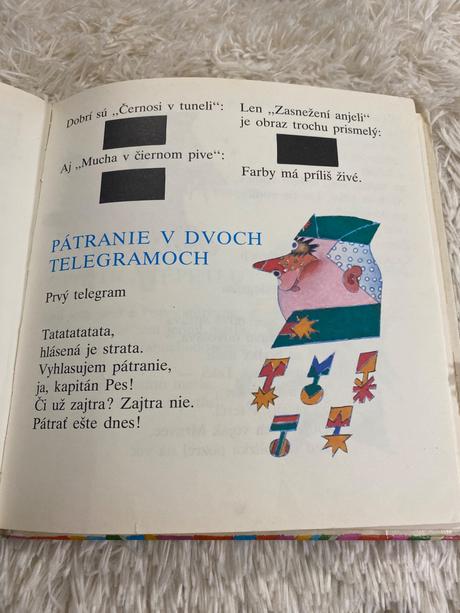 Dobrí sú „Černosi v tuneli“:
Aj „Mucha v čiernom pive“:
Len „Zasnežení anjeli“
je obraz trochu prismelý:
Farby má príliš živé.
PÁTRANIE V DVOCH
TELEGRAMOCH
Prvý telegram
Tatatatatata,
hlásená je strata.
Vyhlasujem pátranie,
ja, kapitán Pes!
Či už zajtra? Zajtra nie.
Pátrať ešte dnes!